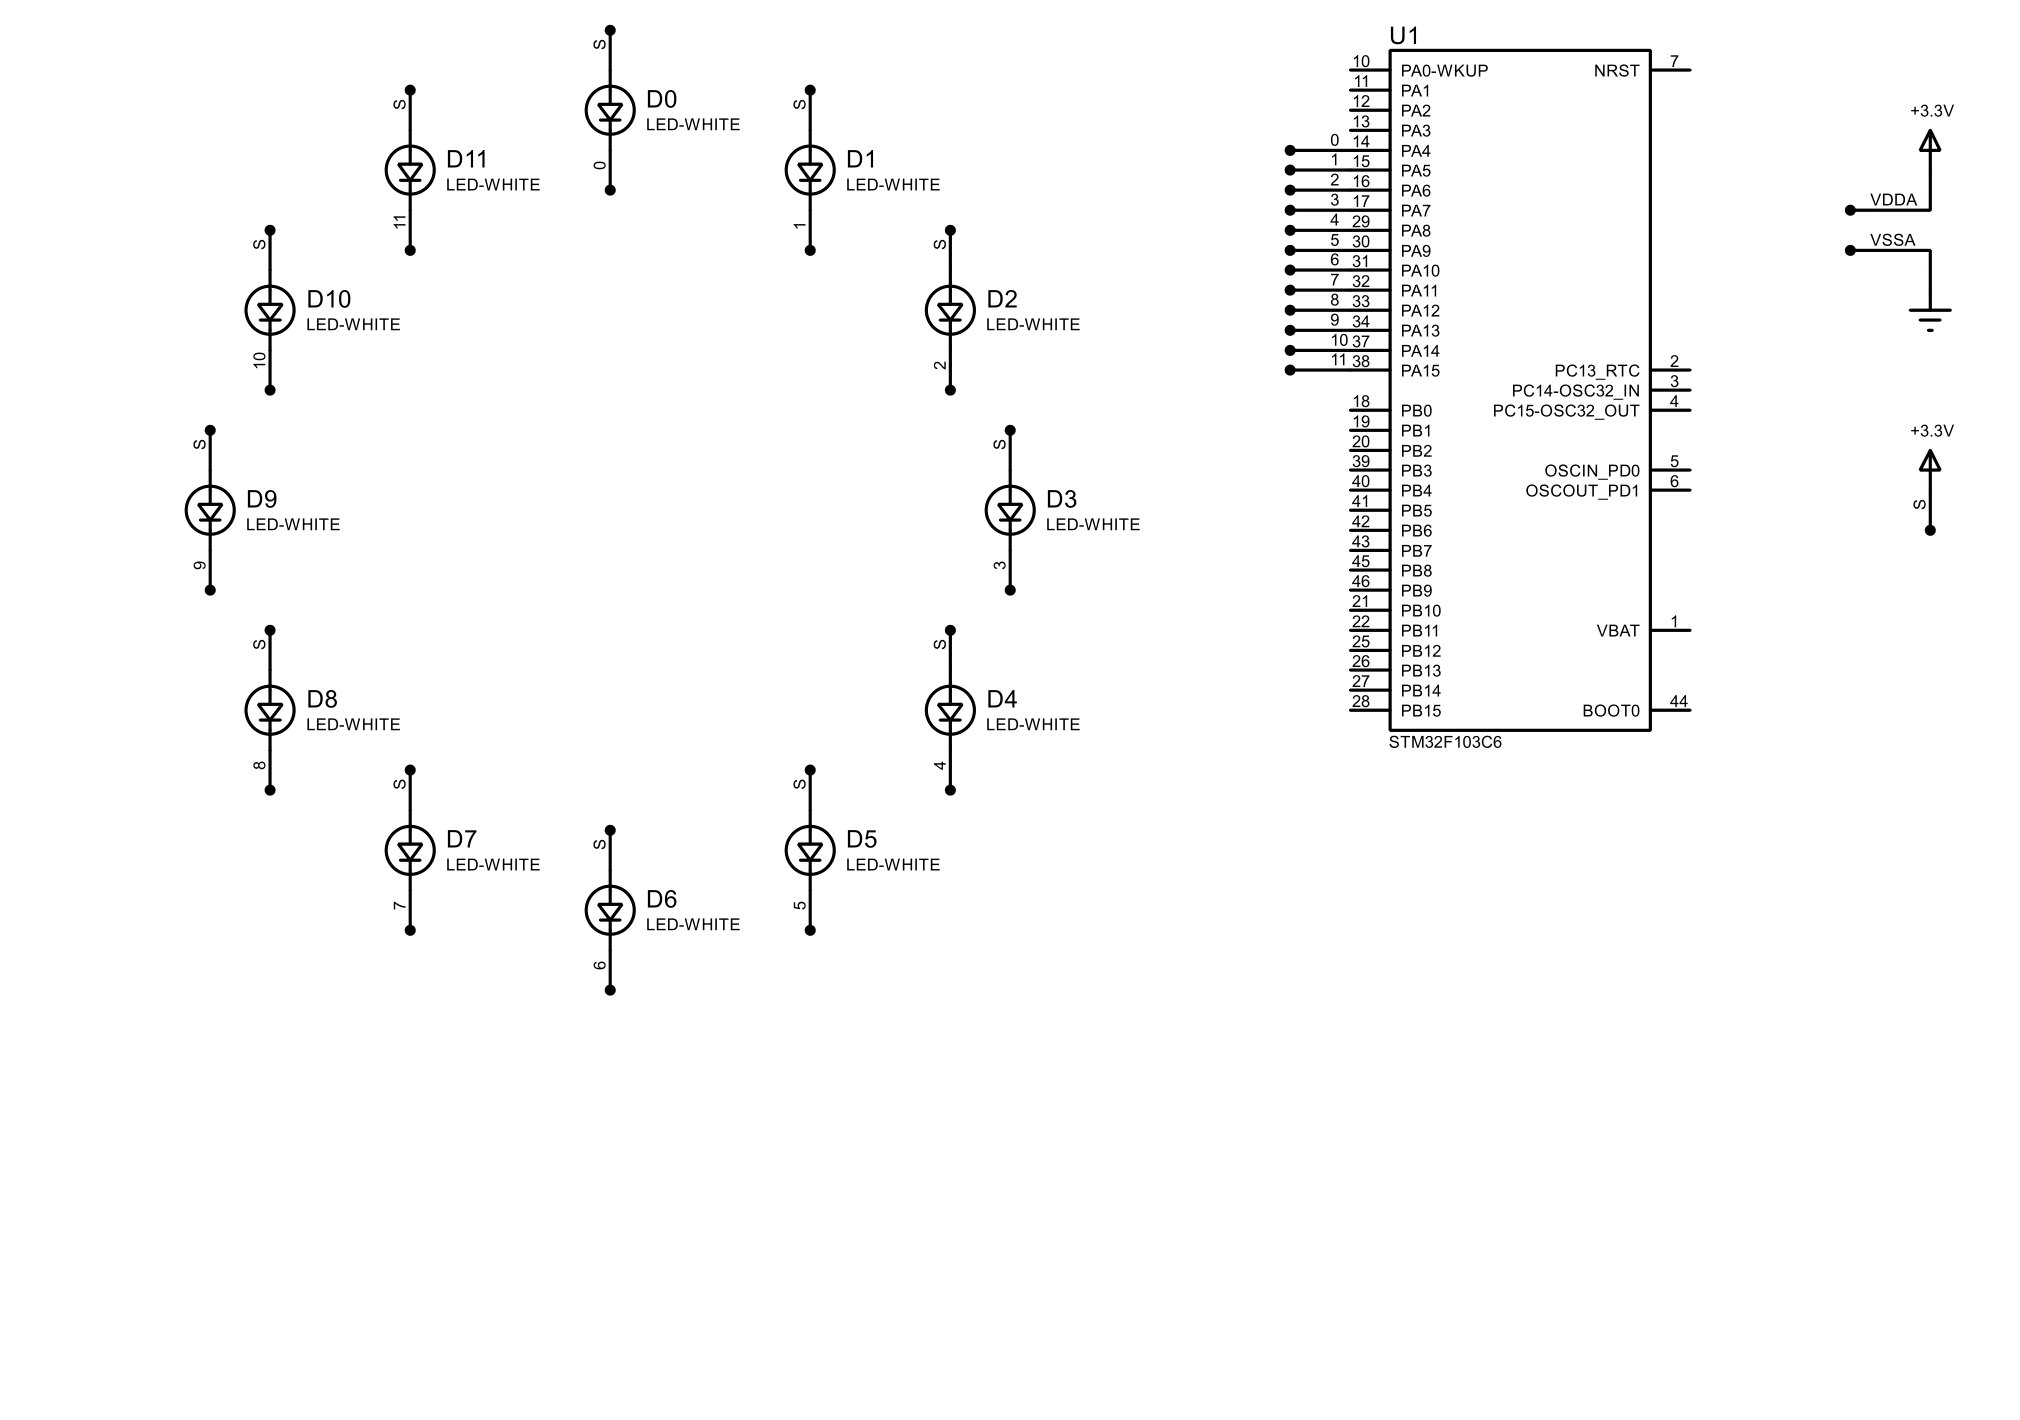 S
D0
LED-WHITE
0
S
D11
LED-WHITE
11
S
D1
LED-WHITE
1
S
D10
LED-WHITE
10
S
D2
LED-WHITE
2
S
D9
LED-WHITE
9
S
D3
LED-WHITE
3
S
D8
LED-WHITE
8
S
D4
LED-WHITE
4
S
D7
LED-WHITE
7
S
D5
LED-WHITE
5
S
D6
LED-WHITE
6
U1
10 PA0-WKUP
11 PA1
12 PA2
13 PA3
0 14 PA4
1 15 PA5
2 16 PA6
3 17 PA7
4 29 PA8
5 30 PA9
6 31 PA10
7 32 PA11
8 33 PA12
9 34 PA13
10 37 PA14
11 38 PA15
18 PB0
19 PB1
20 PB2
39 PB3
40 PB4
41 PB5
42 PB6
43 PB7
45 PB8
46 PB9
21 PB10
22 PB11
25 PB12
26 PB13
27 PB14
28 PB15
NRST 7
PC13_RTC 2
PC14-OSC32_IN 3
PC15-OSC32_OUT 4
OSCIN_PD0 5
OSCOUT_PD1 6
VBAT 1
BOOT0 44
STM32F103C6
+3.3V
VDDA
VSSA
+3.3V
S